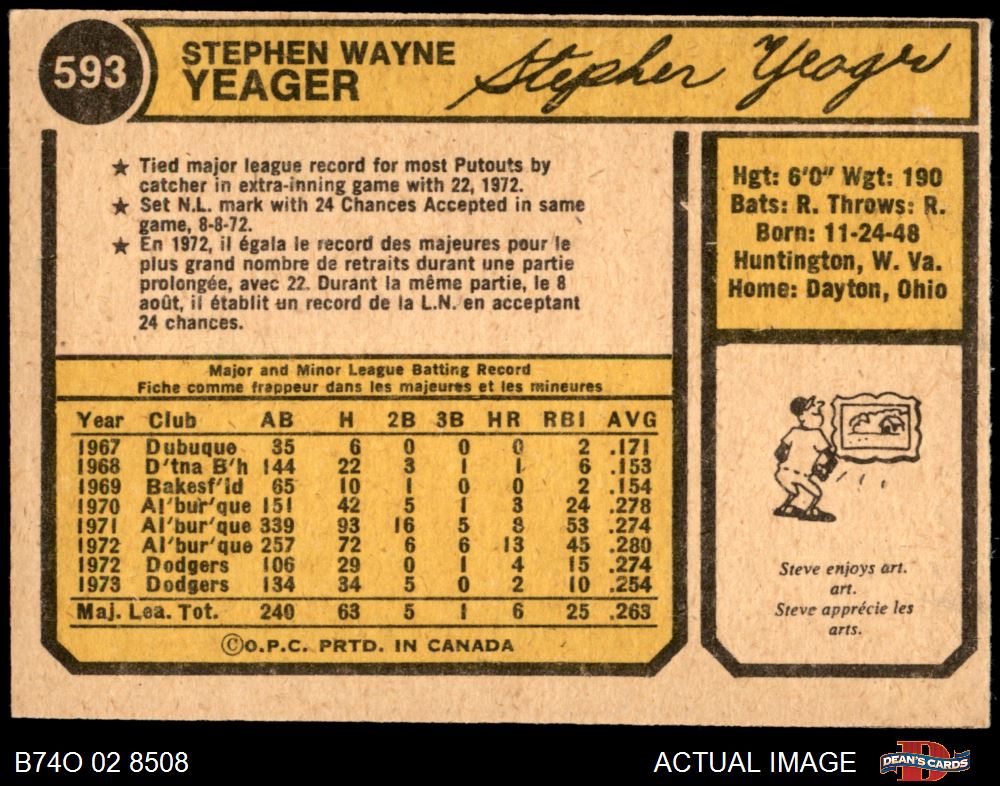 593
STEPHEN WAYNE
YEAGER
Stephen Yeager
★ Tied major league record for most Putouts by
catcher in extra-inning game with 22, 1972.
★ Set N.L. mark with 24 Chances Accepted in same
game, 8-8-72.
★ En 1972, il égala le record des majeures pour le
plus grand nombre de retraits durant une partie
prolongée, avec 22. Durant la même partie, le 8
août, il établit un record de la L.N. en acceptant
24 chances.
Hgt: 6'0" Wgt: 190
Bats: R. Throws: R.
Born: 11-24-48
Huntington, W. Va.
Home: Dayton, Ohio
Major and Minor League Batting Record
Fiche comme frappeur dans les majeures et les mineures
Year Club AB H 2B 3B HR RBI AVG
1967 Dubuque 35 6 0 0 0 2 .171
1968 D'tna B'h 144 22 3 1 1 6 .153
1969 Bakesf'ld 65 10 1 0 0 2 .154
1970 Al'bur'que 151 42 5 1 3 24 .278
1971 Al'bur'que 339 93 16 5 8 53 .274
1972 Al'bur'que 257 72 6 6 13 45 .280
1972 Dodgers 106 29 0 1 4 15 .274
1973 Dodgers 134 34 5 0 2 10 .254
Maj. Lea. Tot. 240 63 5 1 6 25 .263
©O.P.C. PRTD. IN CANADA
Steve enjoys art.
art.
Steve apprécie les
arts.
B74O 02 8508
ACTUAL IMAGE
DEAN'S CARDS